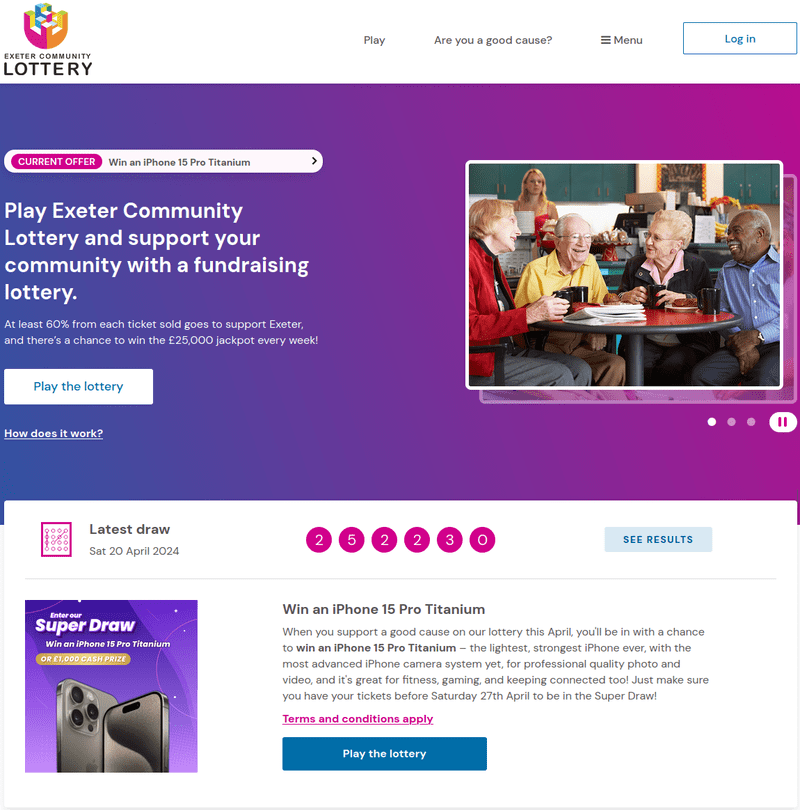 EXETER COMMUNITY
LOTTERY
Play
Are you a good cause?
Menu
Log in
CURRENT OFFER
Win an iPhone 15 Pro Titanium
Play Exeter Community
Lottery and support your
community with a fundraising
lottery.
At least 60% from each ticket sold goes to support Exeter,
and there's a chance to win the £25,000 jackpot every week!
Play the lottery
How does it work?
Latest draw
Sat 20 April 2024
2 5 2 2 3 0
SEE RESULTS
Enter our
Super Draw
Win an iPhone 15 Pro Titanium
OR £1,000 CASH PRIZE
Win an iPhone 15 Pro Titanium
When you support a good cause on our lottery this April, you'll be in with a chance
to win an iPhone 15 Pro Titanium – the lightest, strongest iPhone ever, with the
most advanced iPhone camera system yet, for professional quality photo and
video, and it's great for fitness, gaming, and keeping connected too! Just make sure
you have your tickets before Saturday 27th April to be in the Super Draw!
Terms and conditions apply
Play the lottery